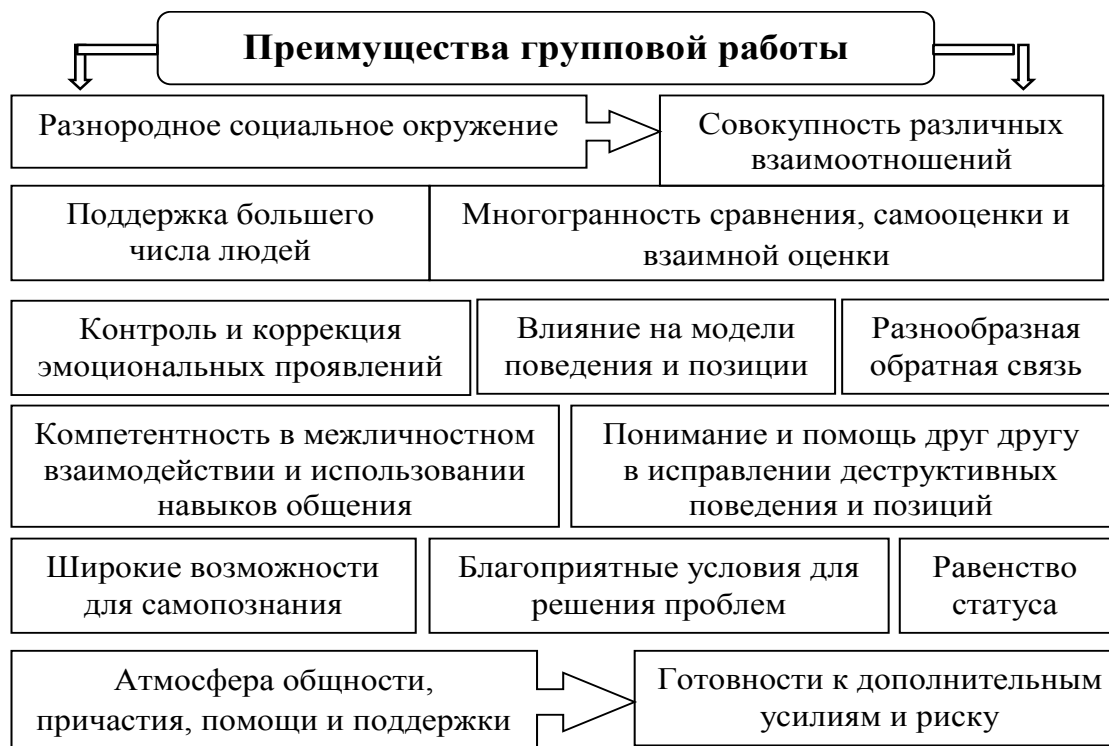 Преимущества групповой работы
Разнородное социальное окружение
Совокупность различных
взаимоотношений
Поддержка большего
числа людей
Многогранность сравнения, самооценки и
взаимной оценки
Контроль и коррекция
эмоциональных проявлений
Влияние на модели
поведения и позиции
Разнообразная
обратная связь
Компетентность в межличностном
взаимодействии и использовании
навыков общения
Понимание и помощь друг другу
в исправлении деструктивных
поведения и позиций
Широкие возможности
для самопознания
Благоприятные условия для
решения проблем
Равенство
статуса
Атмосфера общности,
причастия, помощи и поддержки
Готовности к дополнительным
усилиям и риску